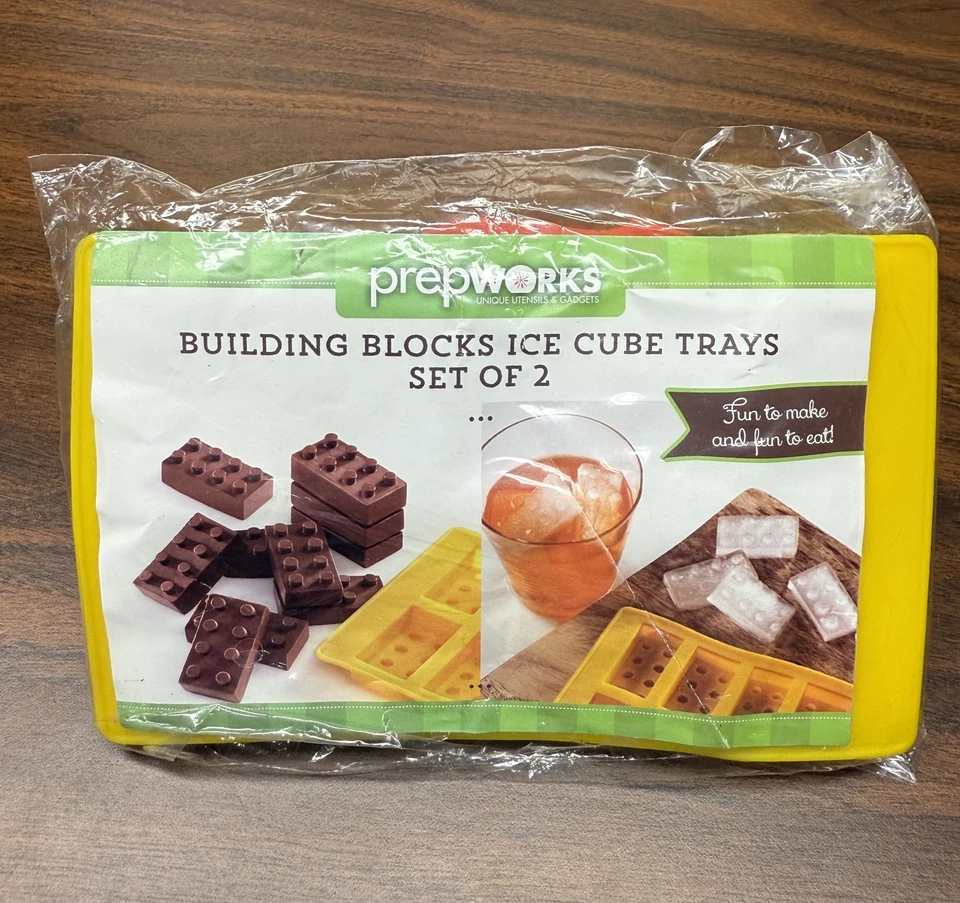 prepWORKS
UNIQUE UTENSILS & GADGETS
BUILDING BLOCKS ICE CUBE TRAYS
SET OF 2
Fun to make
and fun to eat!